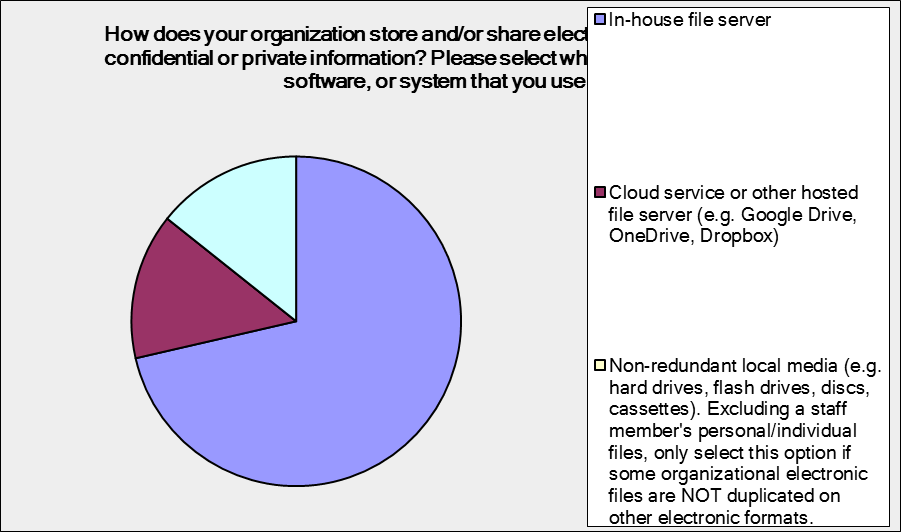 How does your organization store and/or share elect
confidential or private information? Please select wh
software, or system that you use
In-house file server
Cloud service or other hosted
file server (e.g. Google Drive,
OneDrive, Dropbox)
Non-redundant local media (e.g.
hard drives, flash drives, discs,
cassettes). Excluding a staff
member's personal/individual
files, only select this option if
some organizational electronic
files are NOT duplicated on
other electronic formats.